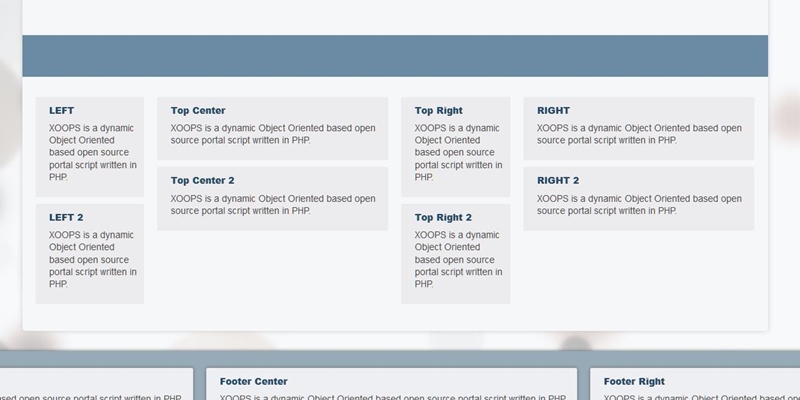 LEFT
XOOPS is a dynamic
Object Oriented
based open source
portal script written in
PHP.
LEFT 2
XOOPS is a dynamic
Object Oriented
based open source
portal script written in
PHP.
Top Center
XOOPS is a dynamic Object Oriented based open
source portal script written in PHP.
Top Center 2
XOOPS is a dynamic Object Oriented based open
source portal script written in PHP.
Top Right
XOOPS is a dynamic
Object Oriented
based open source
portal script written in
PHP.
Top Right 2
XOOPS is a dynamic
Object Oriented
based open source
portal script written in
PHP.
RIGHT
XOOPS is a dynamic Object Oriented based open
source portal script written in PHP.
RIGHT 2
XOOPS is a dynamic Object Oriented based open
source portal script written in PHP.
based open source portal script written in PHP.
Footer Center
XOOPS is a dynamic Object Oriented based open source portal script written in PHP.
Footer Right
XOOPS is a dynamic Object Oriented based